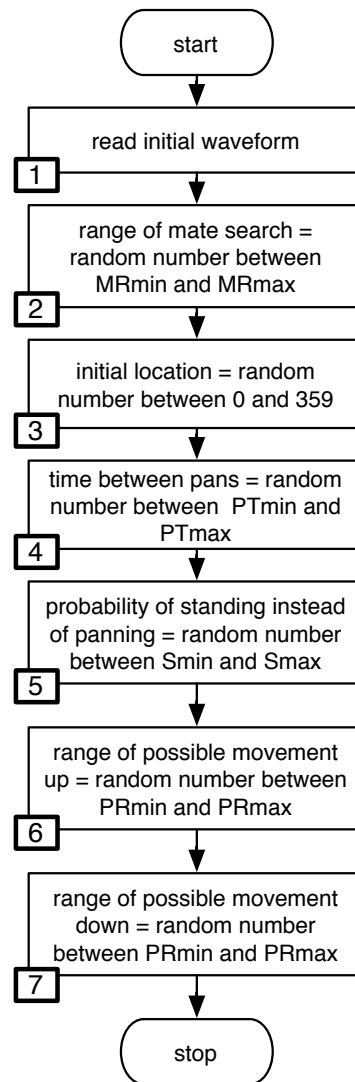 start
read initial waveform
1
range of mate search =
random number between
MRmin and MRmax
2
initial location = random
number between 0 and 359
3
time between pans = random
number between PTmin and
PTmax
4
probability of standing instead
of panning = random number
between Smin and Smax
5
range of possible movement
up = random number between
PRmin and PRmax
6
range of possible movement
down = random number
between PRmin and PRmax
7
stop